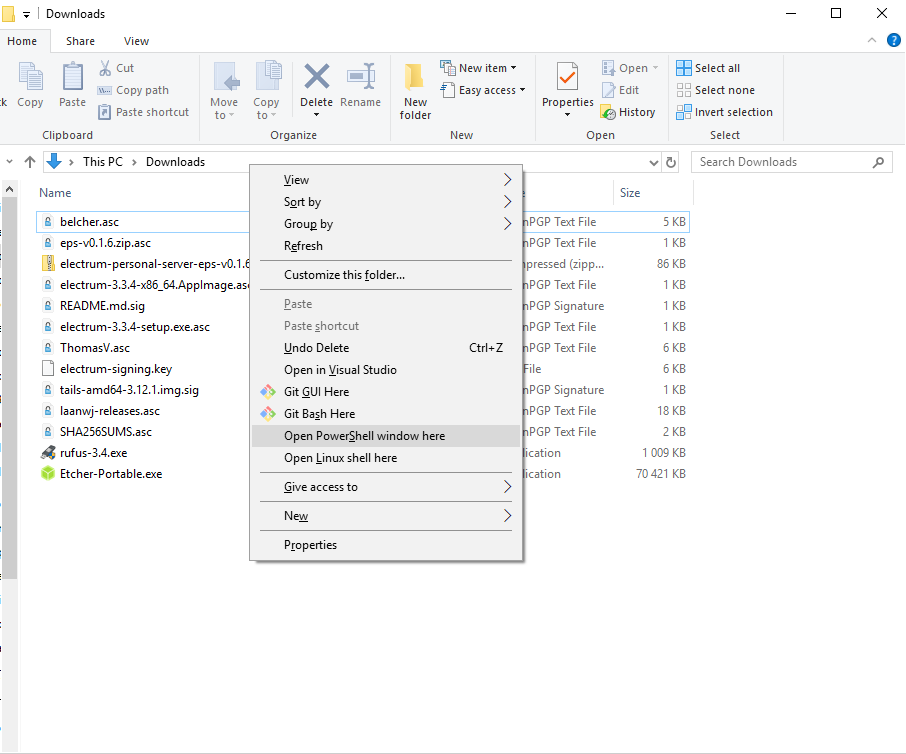 Downloads
Home Share View
Cut
Copy path
Paste shortcut
Copy Paste
Clipboard
Move to Copy to Delete Rename
Organize
New folder
New item
Easy access
New
Properties
Open
Edit
History
Open
Select all
Select none
Invert selection
Select
This PC > Downloads
Search Downloads
Name Size
belcher.asc nPGP Text File 5 KB
eps-v0.1.6.zip.asc nPGP Text File 1 KB
electrum-personal-server-eps-v0.1.6 mpressed (zipp... 86 KB
electrum-3.3.4-x86_64.AppImage.asc nPGP Text File 1 KB
README.md.sig nPGP Signature 1 KB
electrum-3.3.4-setup.exe.asc nPGP Text File 1 KB
ThomasV.asc nPGP Text File 6 KB
electrum-signing.key File 6 KB
tails-amd64-3.12.1.img.sig nPGP Signature 1 KB
laanwj-releases.asc nPGP Text File 18 KB
SHA256SUMS.asc nPGP Text File 2 KB
rufus-3.4.exe lication 1 009 KB
Etcher-Portable.exe lication 70 421 KB
View
Sort by
Group by
Refresh
Customize this folder...
Paste
Paste shortcut
Undo Delete Ctrl+Z
Open in Visual Studio
Git GUI Here
Git Bash Here
Open PowerShell window here
Open Linux shell here
Give access to
New
Properties